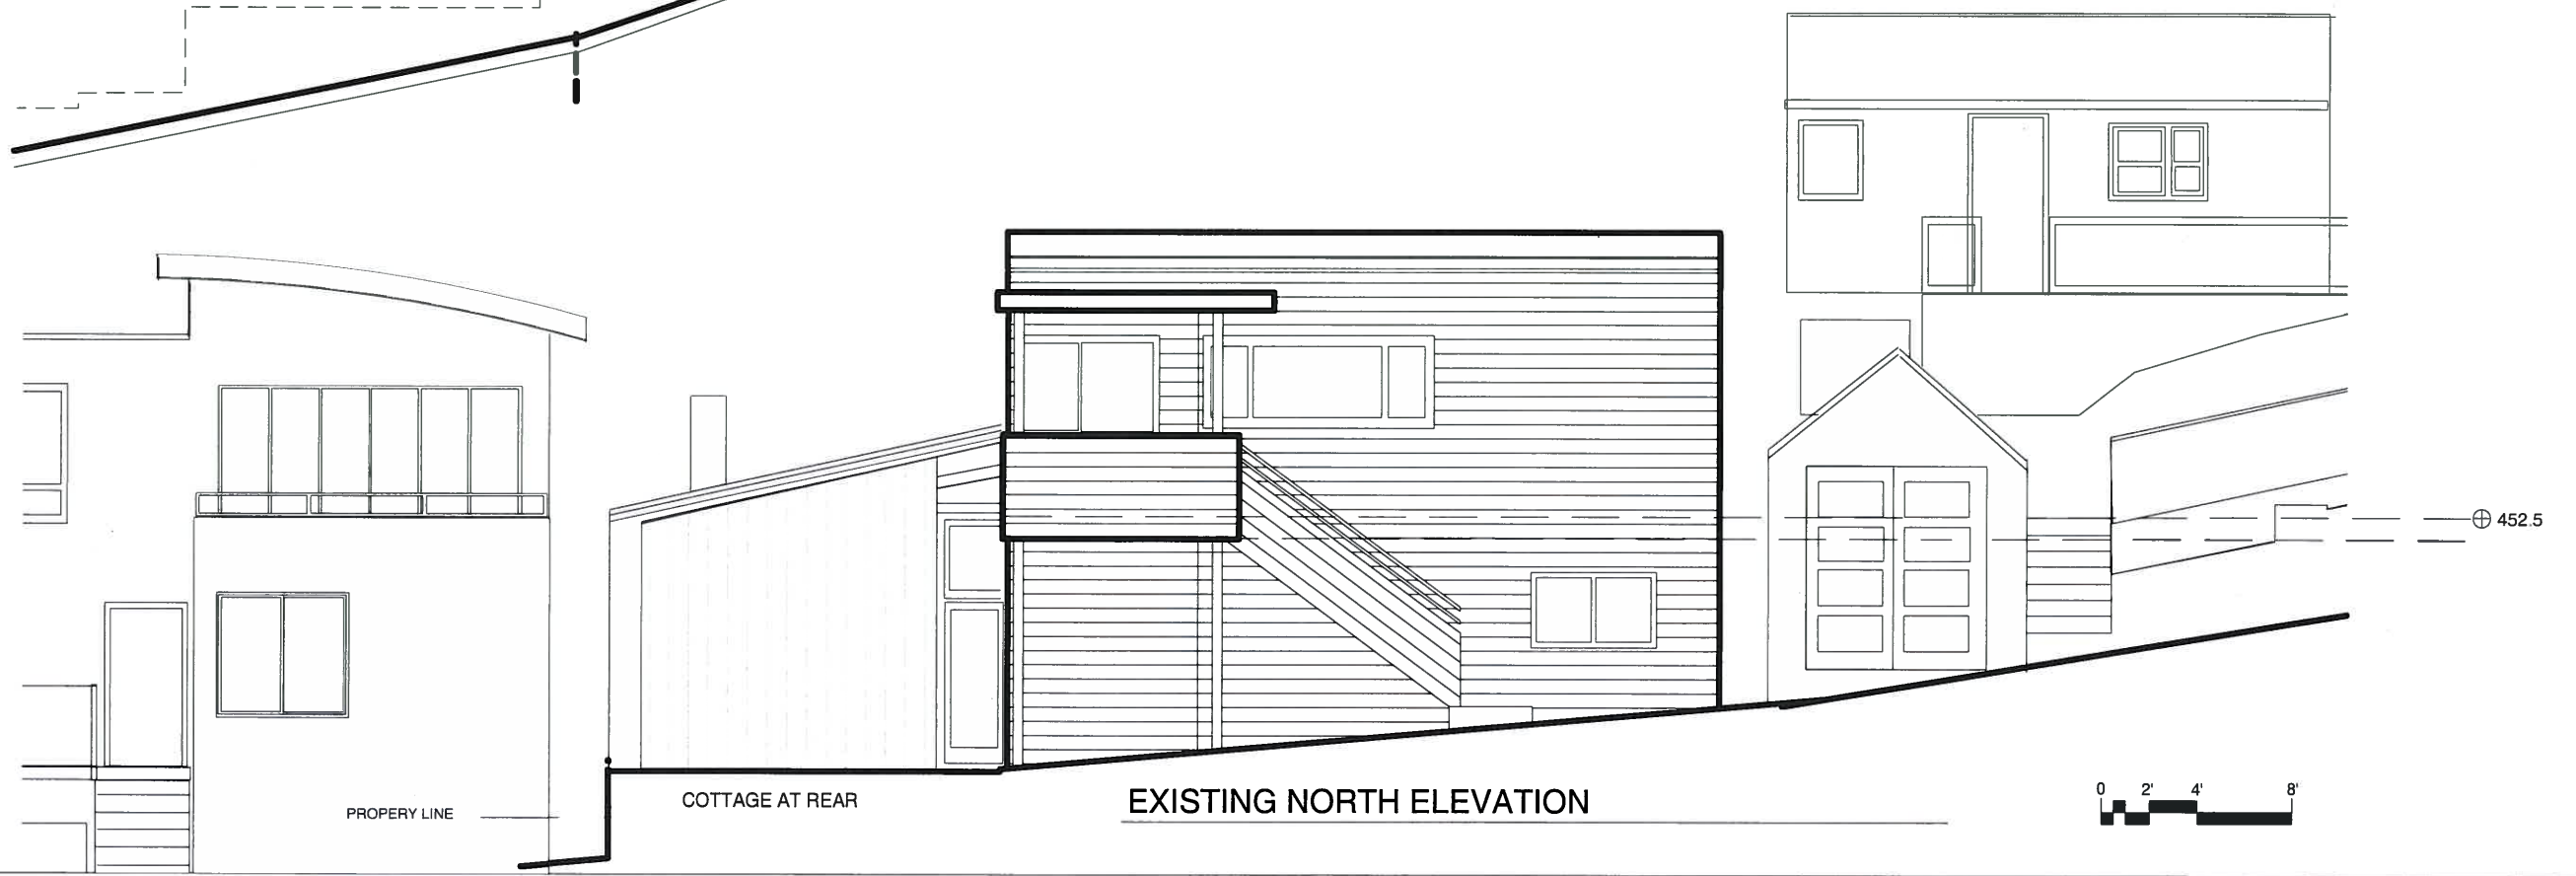 452.5
COTTAGE AT REAR
PROPERY LINE
EXISTING NORTH ELEVATION
0 2' 4' 8'